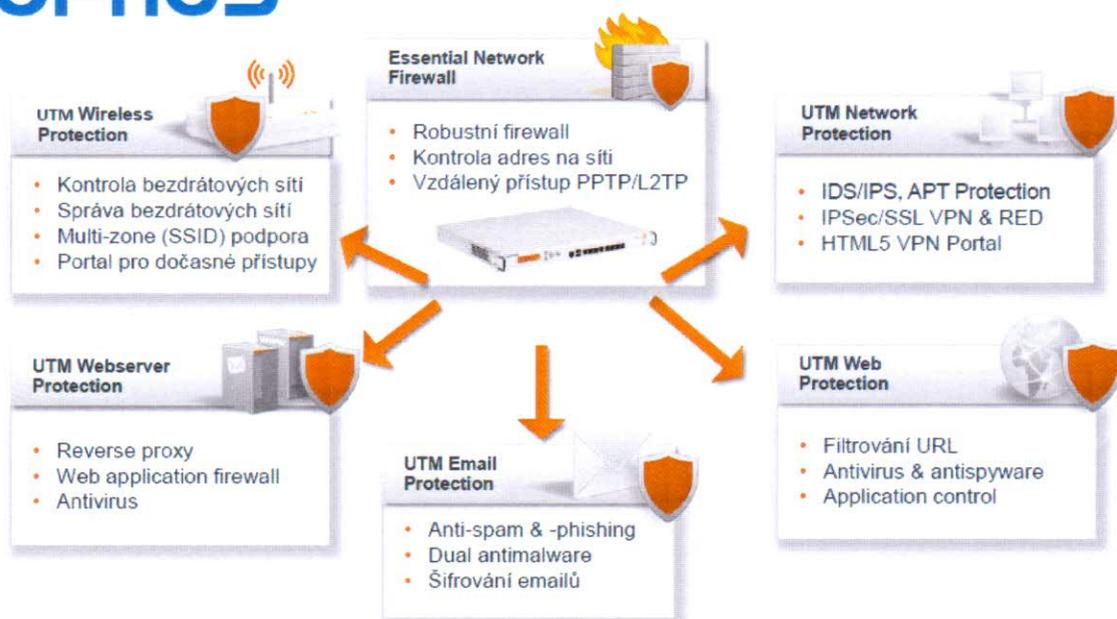 Essential Network
Firewall
• Robustní firewall
• Kontrola adres na síti
• Vzdálený přístup PPTP/L2TP
UTM Wireless
Protection
• Kontrola bezdrátových sítí
• Správa bezdrátových sítí
• Multi-zone (SSID) podpora
• Portal pro dočasné přístupy
UTM Network
Protection
• IDS/IPS, APT Protection
• IPSec/SSL VPN & RED
• HTML5 VPN Portal
UTM Webserver
Protection
• Reverse proxy
• Web application firewall
• Antivirus
UTM Email
Protection
• Anti-spam & -phishing
• Dual antimalware
• Šifrování emailů
UTM Web
Protection
• Filtrování URL
• Antivirus & antispyware
• Application control